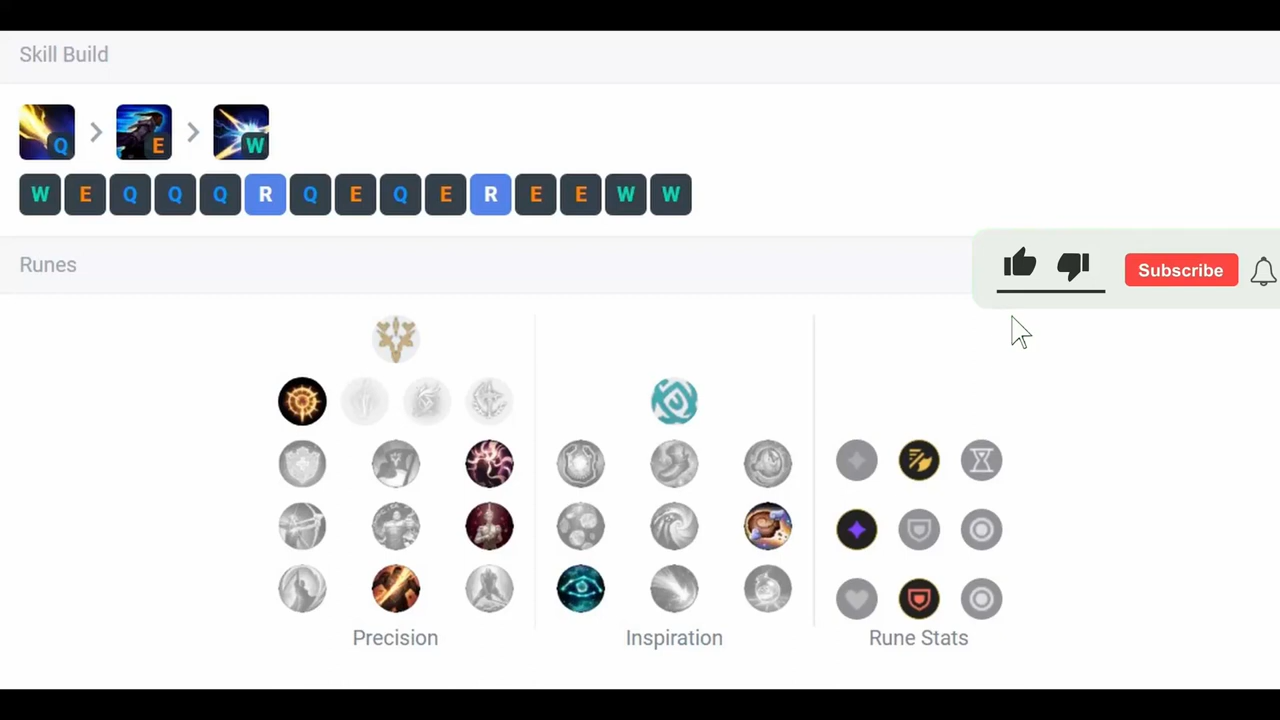 Skill Build
Q E W
W E Q Q Q R Q E Q E R E E W W
Runes
Subscribe
Precision Inspiration Rune Stats